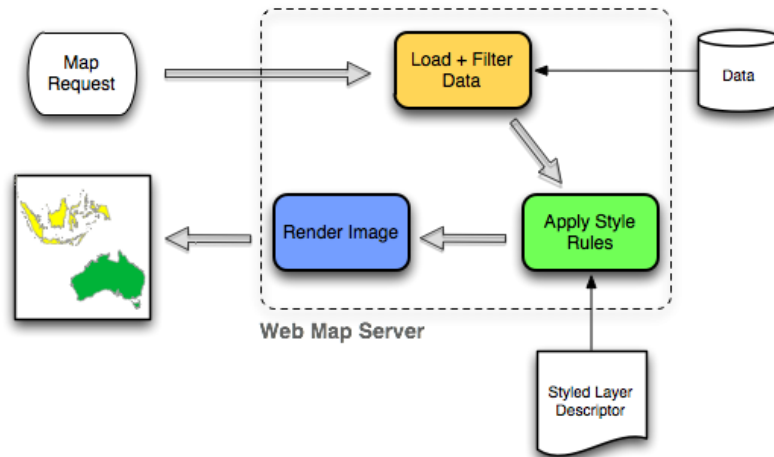 Map
Request
Load + Filter
Data
Data
Render Image
Apply Style
Rules
Web Map Server
Styled Layer
Descriptor